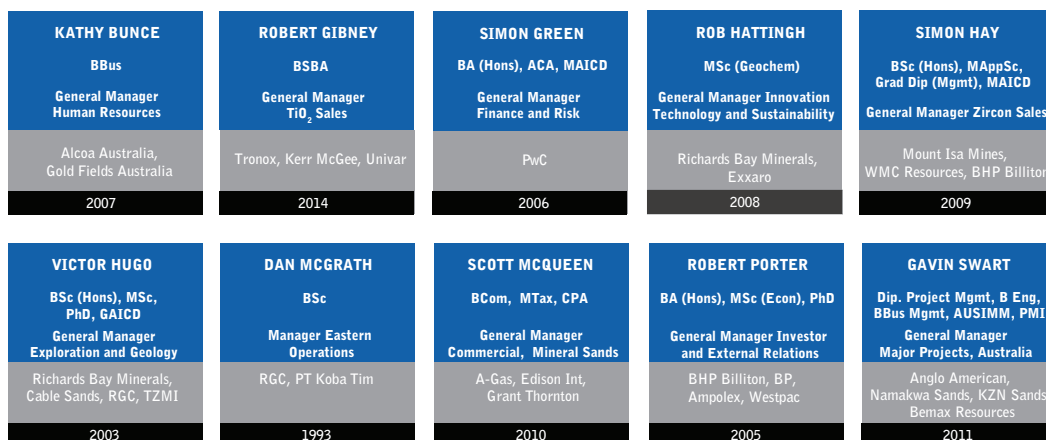 KATHY BUNCE
BBus
General Manager
Human Resources
Alcoa Australia,
Gold Fields Australia
2007
ROBERT GIBNEY
BSBA
General Manager
TiO2 Sales
Tronox, Kerr McGee, Univar
2014
SIMON GREEN
BA (Hons), ACA, MAICD
General Manager
Finance and Risk
PwC
2006
ROB HATTINGH
MSc (Geochem)
General Manager Innovation
Technology and Sustainability
Richards Bay Minerals,
Exxaro
2008
SIMON HAY
BSc (Hons), MAppSc,
Grad Dip (Mgmt), MAICD
General Manager Zircon Sales
Mount Isa Mines,
WMC Resources, BHP Billiton
2009
VICTOR HUGO
BSc (Hons), MSc,
PhD, GAICD
General Manager
Exploration and Geology
Richards Bay Minerals,
Cable Sands, RGC, TZMI
2003
DAN MCGRATH
BSc
Manager Eastern
Operations
RGC, PT Koba Tim
1993
SCOTT MCQUEEN
BCom, MTax, CPA
General Manager
Commercial, Mineral Sands
A-Gas, Edison Int,
Grant Thornton
2010
ROBERT PORTER
BA (Hons), MSc (Econ), PhD
General Manager Investor
and External Relations
BHP Billiton, BP,
Ampolex, Westpac
2005
GAVIN SWART
Dip. Project Mgmt, B Eng,
BBus Mgmt, AUSIMM, PMI
General Manager
Major Projects, Australia
Anglo American,
Namakwa Sands, KZN Sands
Bemax Resources
2011